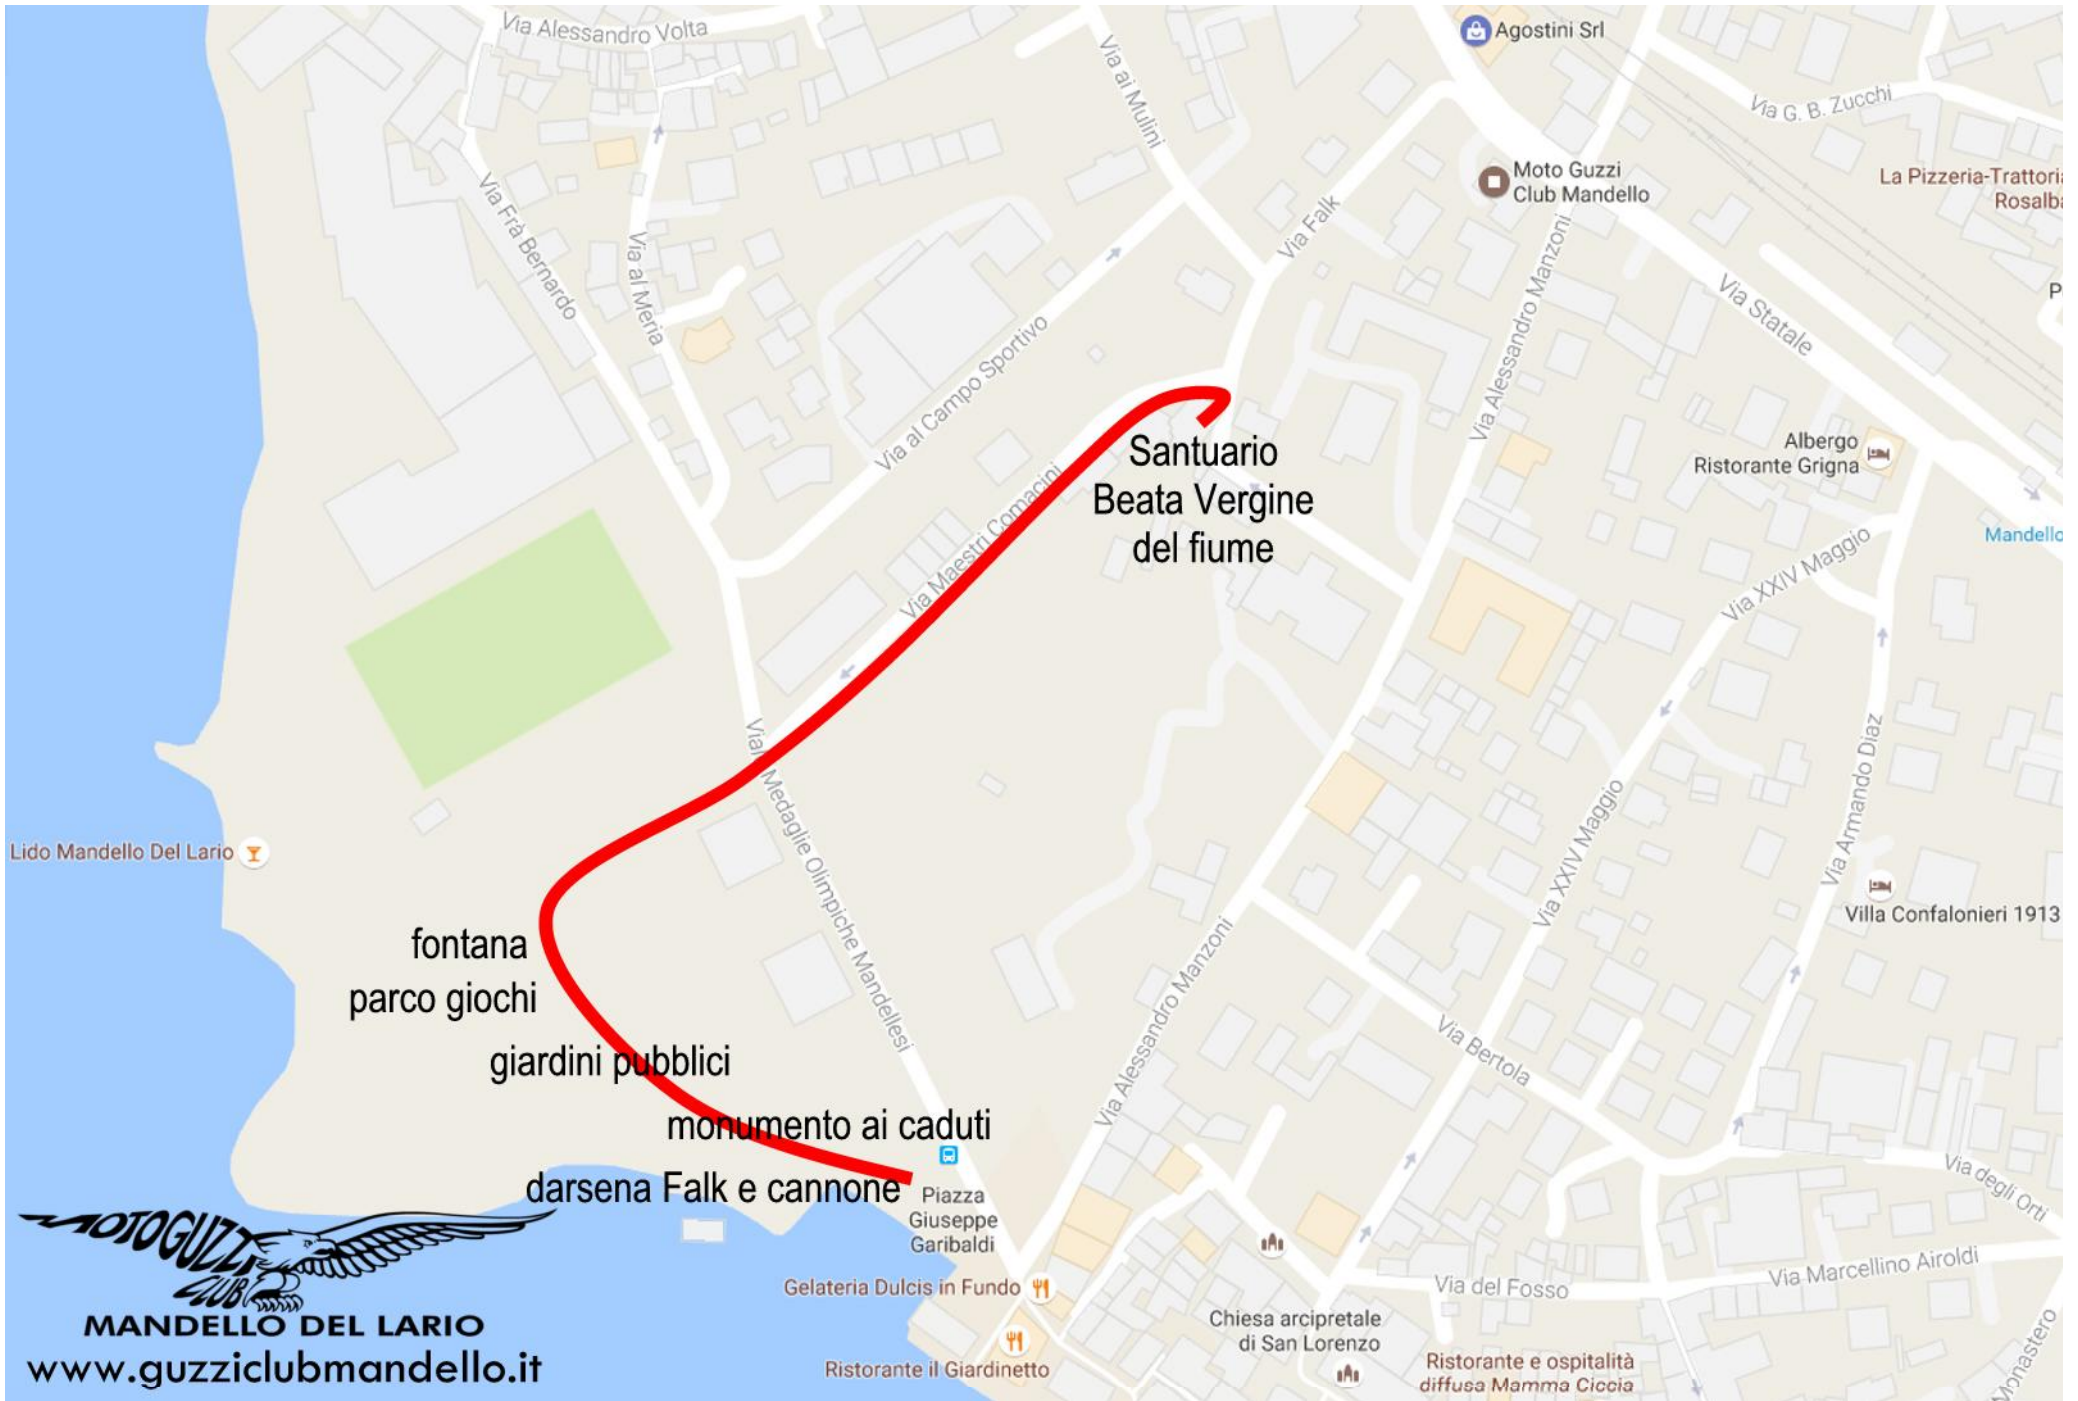 Via Alessandro Volta
Via ai Mulini
Agostini Srl
Via G. B. Zucchi
Moto Guzzi
Club Mandello
La Pizzeria-Trattoria
Rosalba
Via Frà Bernardo
Via al Meria
Via Falk
Via Alessandro Manzoni
Via Statale
P
Via al Campo Sportivo
Via Maestri Comacini
Santuario
Beata Vergine
del fiume
Albergo
Ristorante Grigna
Mandello
Via XXIV Maggio
Viale Medaglie Olimpiche Mandellesi
Via Armando Diaz
Via XXIV Maggio
Lido Mandello Del Lario
Villa Confalonieri 1913
fontana
parco giochi
giardini pubblici
monumento ai caduti
darsena Falk e cannone
Via Alessandro Manzoni
Via Bertola
Via degli Orti
Piazza
Giuseppe
Garibaldi
Via Marcellino Airoldi
Via del Fosso
Gelateria Dulcis in Fundo
Chiesa arcipretale
di San Lorenzo
Ristorante il Giardinetto
Ristorante e ospitalità
diffusa Mamma Ciccia
Monastero
MOTOGUZZI
CLUB
MANDELLO DEL LARIO
www.guzziclubmandello.it